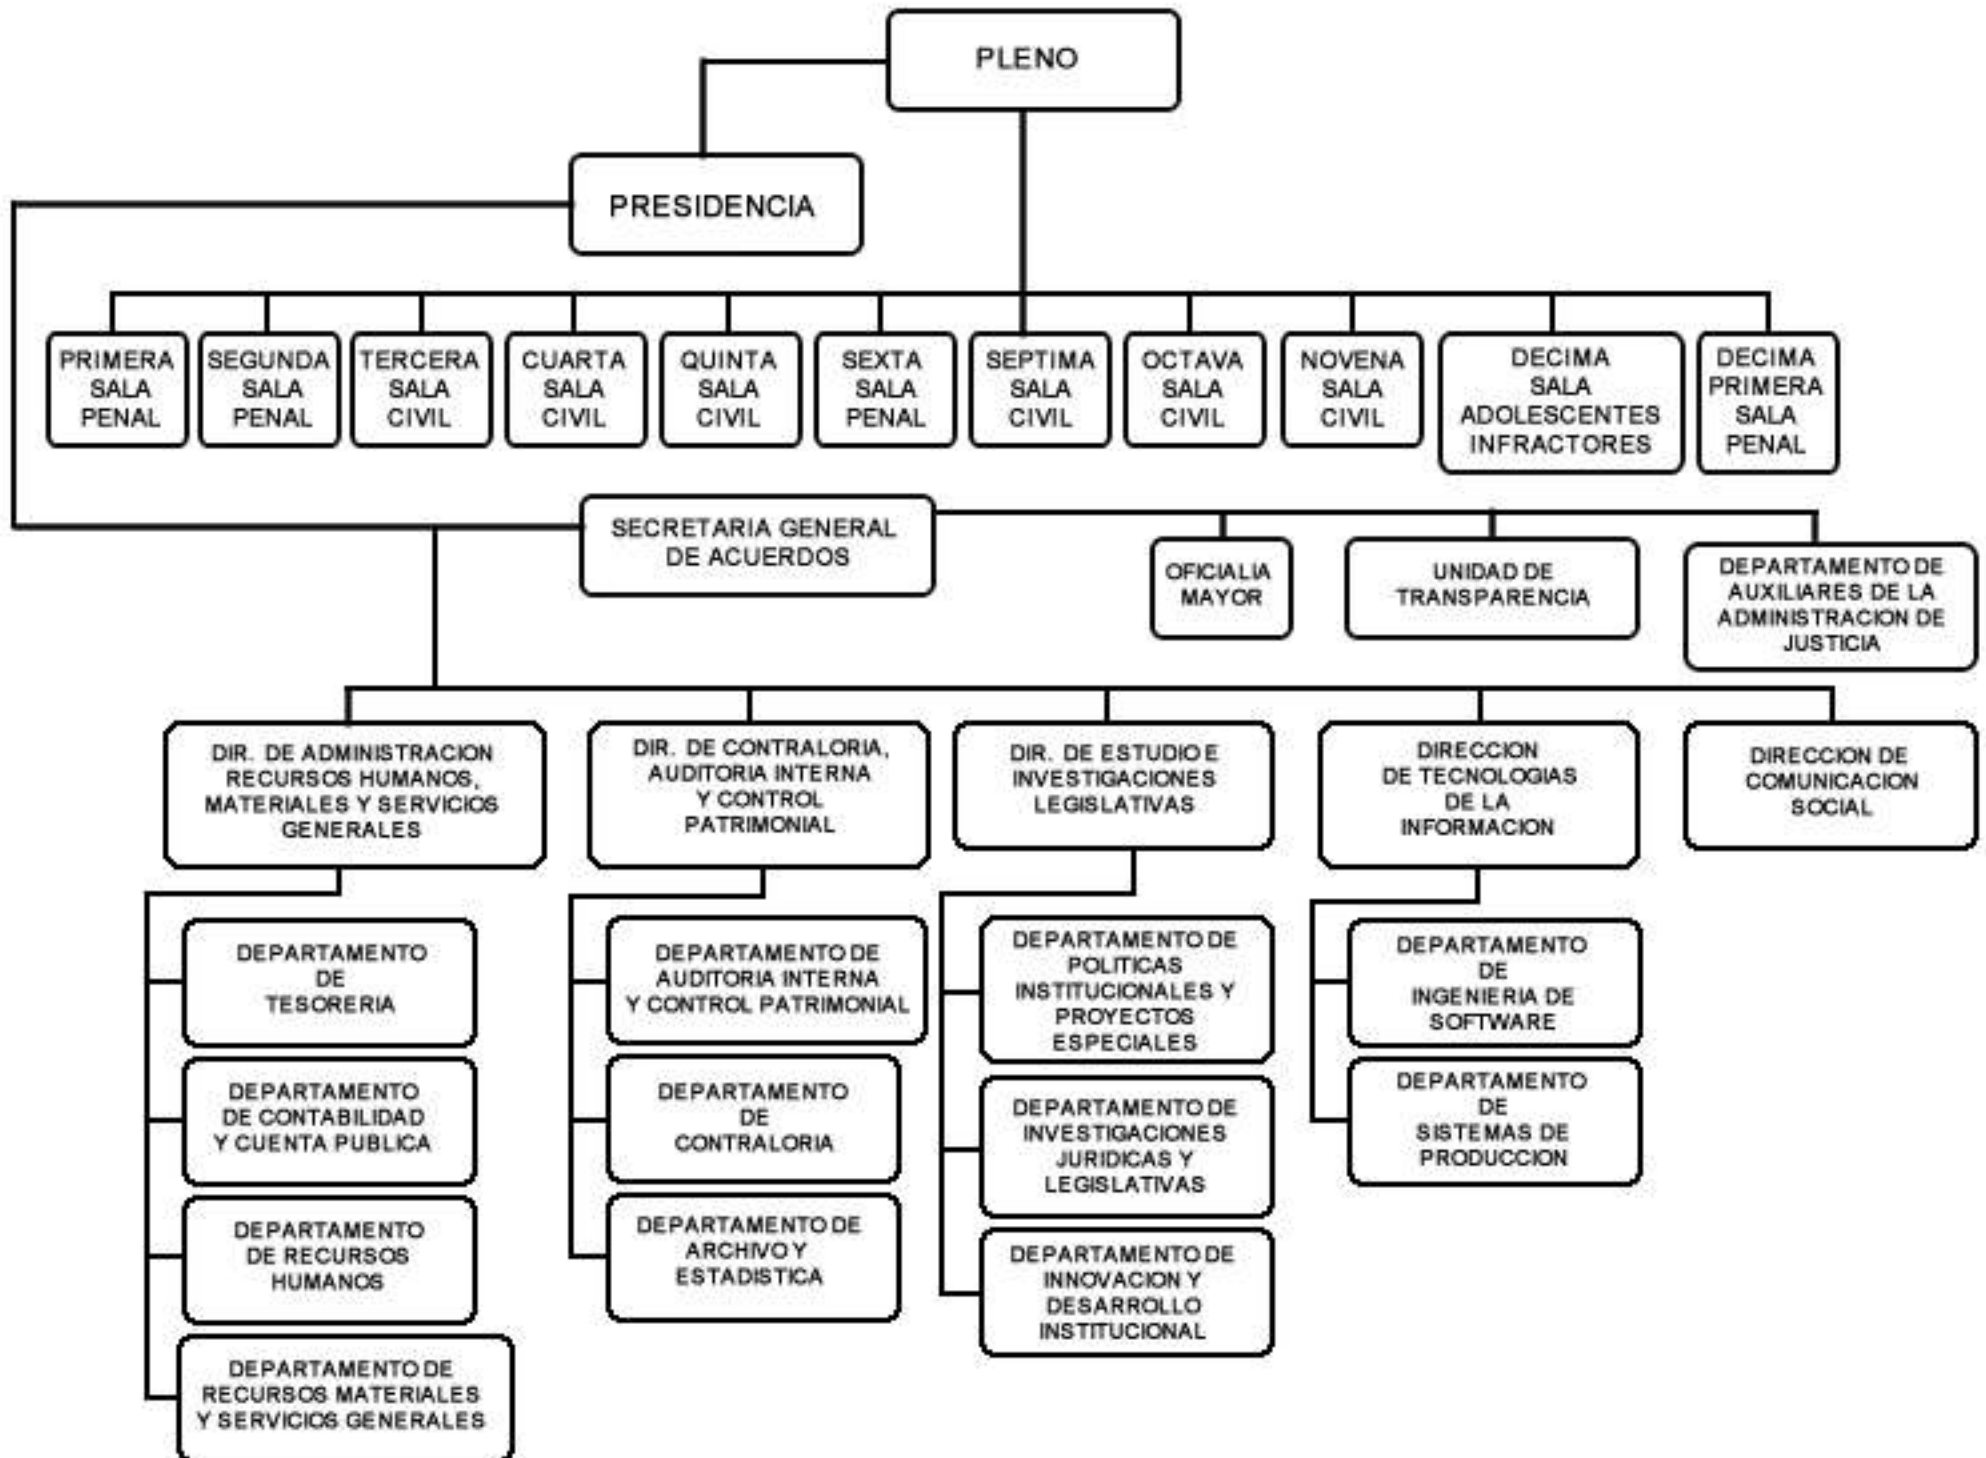 PLENO
PRESIDENCIA
PRIMERA
SALA
PENAL
SEGUNDA
SALA
PENAL
TERCERA
SALA
CIVIL
CUARTA
SALA
CIVIL
QUINTA
SALA
CIVIL
SEXTA
SALA
PENAL
SEPTIMA
SALA
CIVIL
OCTAVA
SALA
CIVIL
NOVENA
SALA
CIVIL
DECIMA
SALA
ADOLESCENTES
INFRACTORES
DECIMA
PRIMERA
SALA
PENAL
SECRETARIA GENERAL
DE ACUERDOS
OFICIALIA
MAYOR
UNIDAD DE
TRANSPARENCIA
DEPARTAMENTO DE
AUXILIARES DE LA
ADMINISTRACION DE
JUSTICIA
DIR. DE ADMINISTRACION
RECURSOS HUMANOS,
MATERIALES Y SERVICIOS
GENERALES
DIR. DE CONTRALORIA,
AUDITORIA INTERNA
Y CONTROL
PATRIMONIAL
DIR. DE ESTUDIO E
INVESTIGACIONES
LEGISLATIVAS
DIRECCION
DE TECNOLOGIAS
DE LA
INFORMACION
DIRECCION DE
COMUNICACION
SOCIAL
DEPARTAMENTO
DE
TESORERIA
DEPARTAMENTO
DE CONTABILIDAD
Y CUENTA PUBLICA
DEPARTAMENTO
DE RECURSOS
HUMANOS
DEPARTAMENTO DE
RECURSOS MATERIALES
Y SERVICIOS GENERALES
DEPARTAMENTO DE
AUDITORIA INTERNA
Y CONTROL PATRIMONIAL
DEPARTAMENTO
DE
CONTRALORIA
DEPARTAMENTO DE
ARCHIVO Y
ESTADISTICA
DEPARTAMENTO DE
POLITICAS
INSTITUCIONALES Y
PROYECTOS
ESPECIALES
DEPARTAMENTO DE
INVESTIGACIONES
JURIDICAS Y
LEGISLATIVAS
DEPARTAMENTO DE
INNOVACION Y
DESARROLLO
INSTITUCIONAL
DEPARTAMENTO
DE
INGENIERIA DE
SOFTWARE
DEPARTAMENTO
DE
SISTEMAS DE
PRODUCCION